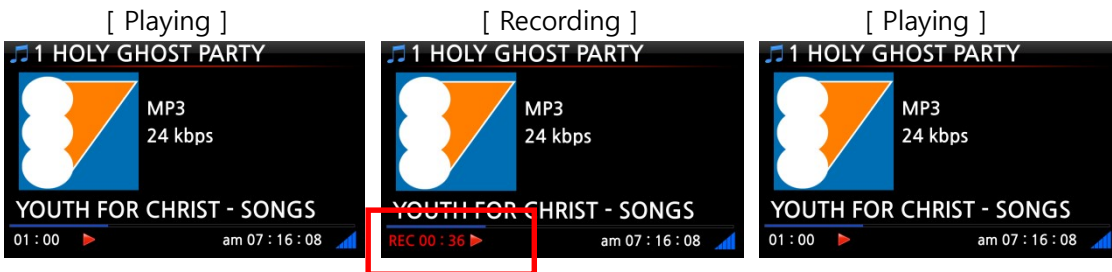 [ Playing ]
1 HOLY GHOST PARTY
MP3
24 kbps
YOUTH FOR CHRIST - SONGS
01 : 00
am 07 : 16 : 08
[ Recording ]
1 HOLY GHOST PARTY
MP3
24 kbps
YOUTH FOR CHRIST - SONGS
REC 00 : 36
am 07 : 16 : 08
[ Playing ]
1 HOLY GHOST PARTY
MP3
24 kbps
YOUTH FOR CHRIST - SONGS
01 : 00
am 07 : 16 : 08